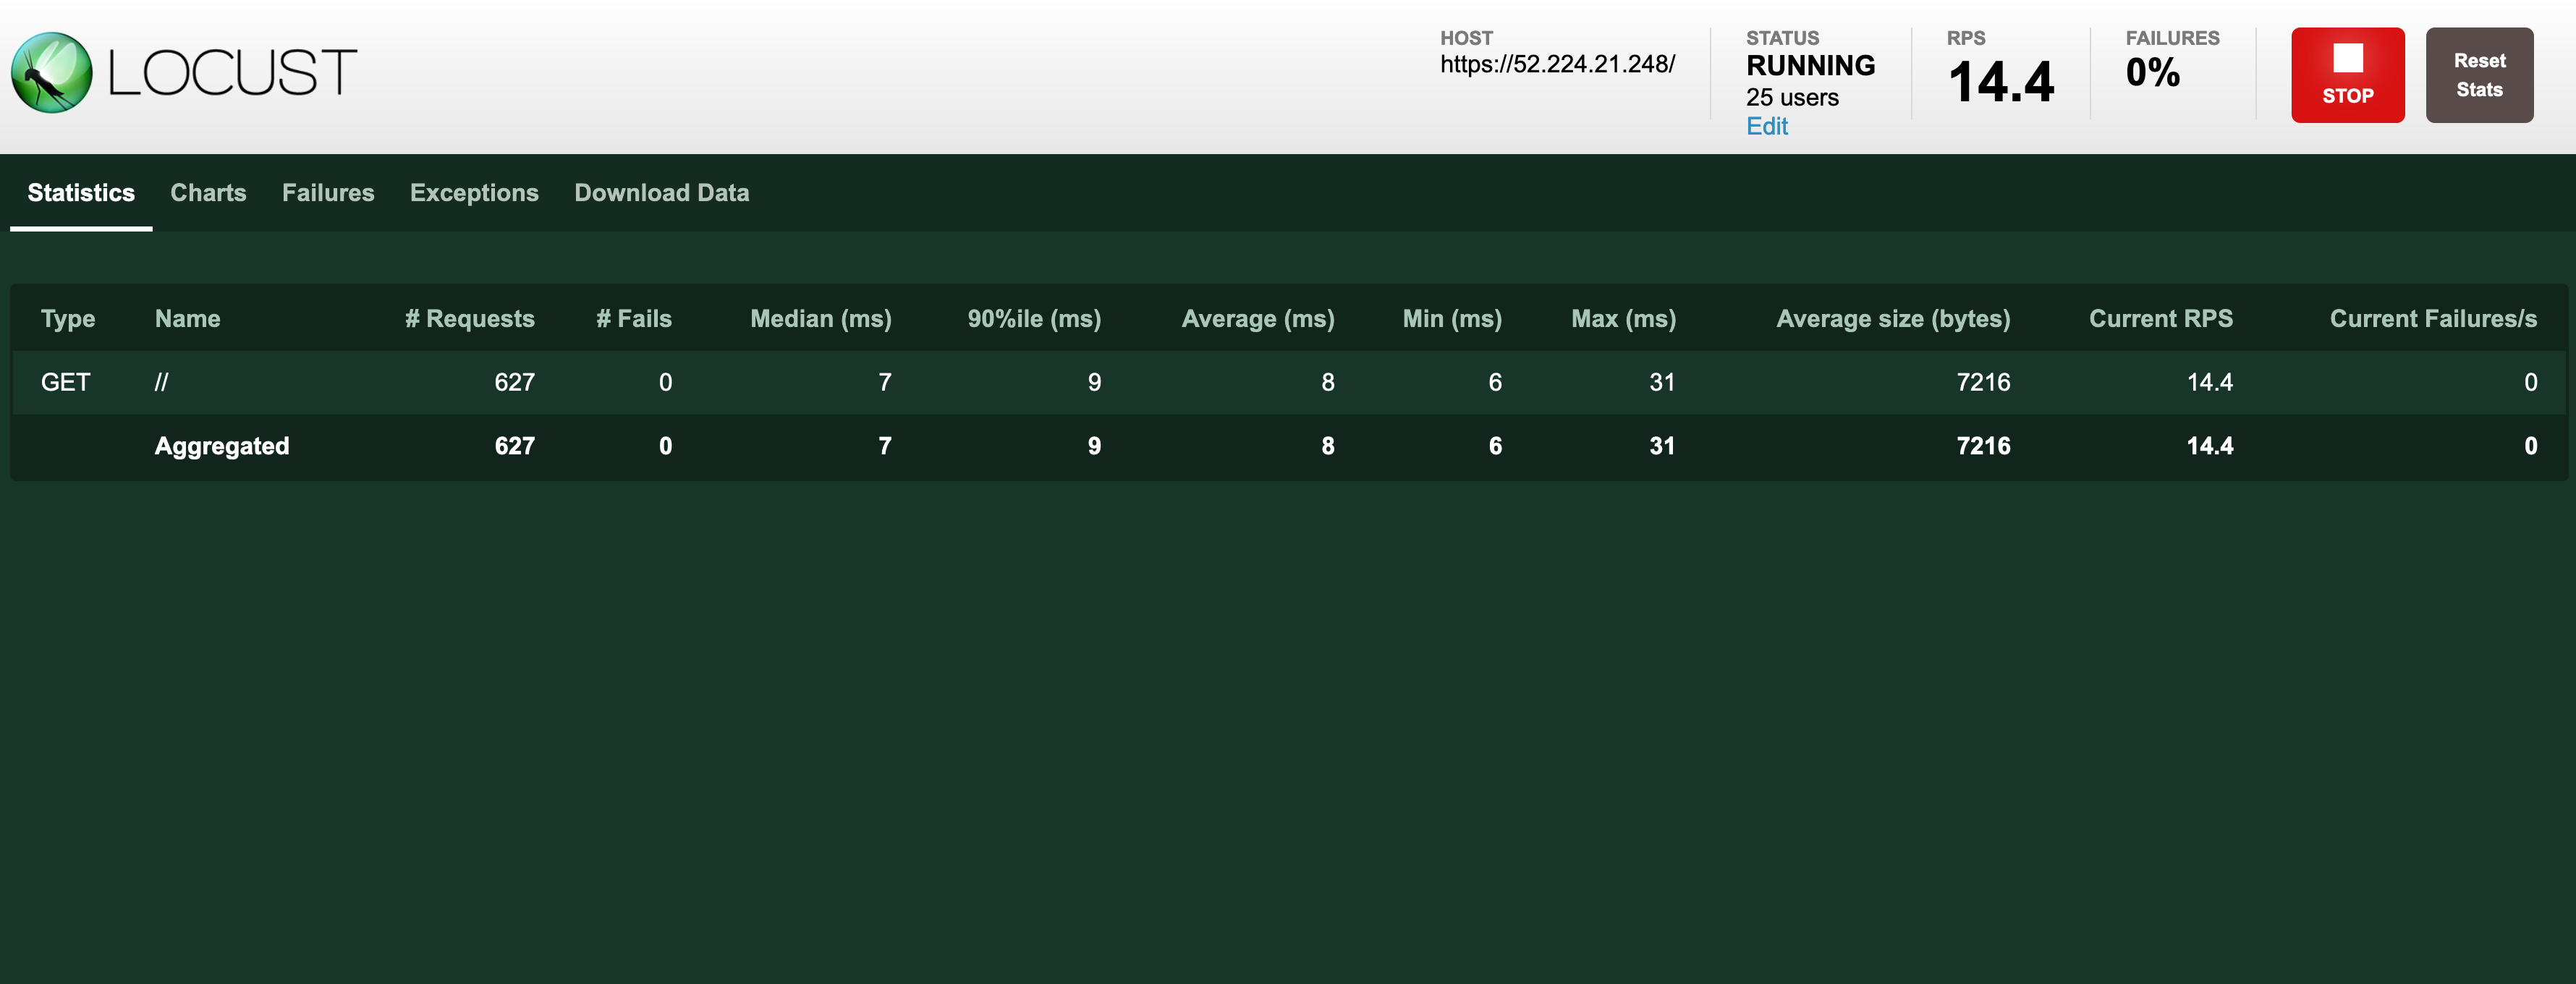 LOCUST
HOST
https://52.224.21.248/
STATUS
RUNNING
25 users
Edit
RPS
14.4
FAILURES
0%
STOP
Reset
Stats
Statistics Charts Failures Exceptions Download Data
Type Name # Requests # Fails Median (ms) 90%ile (ms) Average (ms) Min (ms) Max (ms) Average size (bytes) Current RPS Current Failures/s
GET // 627 0 7 9 8 6 31 7216 14.4 0
Aggregated 627 0 7 9 8 6 31 7216 14.4 0